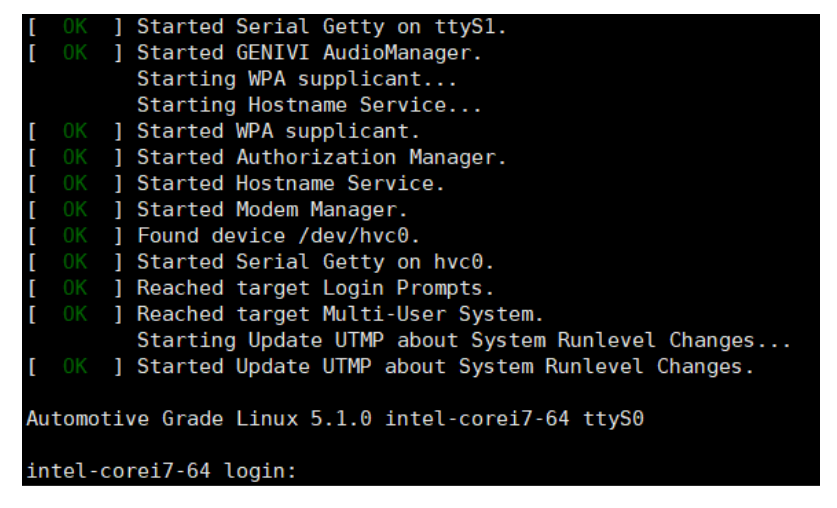 [  OK  ] Started Serial Getty on ttyS1.
[  OK  ] Started GENIVI AudioManager.
         Starting WPA supplicant...
         Starting Hostname Service...
[  OK  ] Started WPA supplicant.
[  OK  ] Started Authorization Manager.
[  OK  ] Started Hostname Service.
[  OK  ] Started Modem Manager.
[  OK  ] Found device /dev/hvc0.
[  OK  ] Started Serial Getty on hvc0.
[  OK  ] Reached target Login Prompts.
[  OK  ] Reached target Multi-User System.
         Starting Update UTMP about System Runlevel Changes...
[  OK  ] Started Update UTMP about System Runlevel Changes.

Automotive Grade Linux 5.1.0 intel-corei7-64 ttyS0

intel-corei7-64 login: